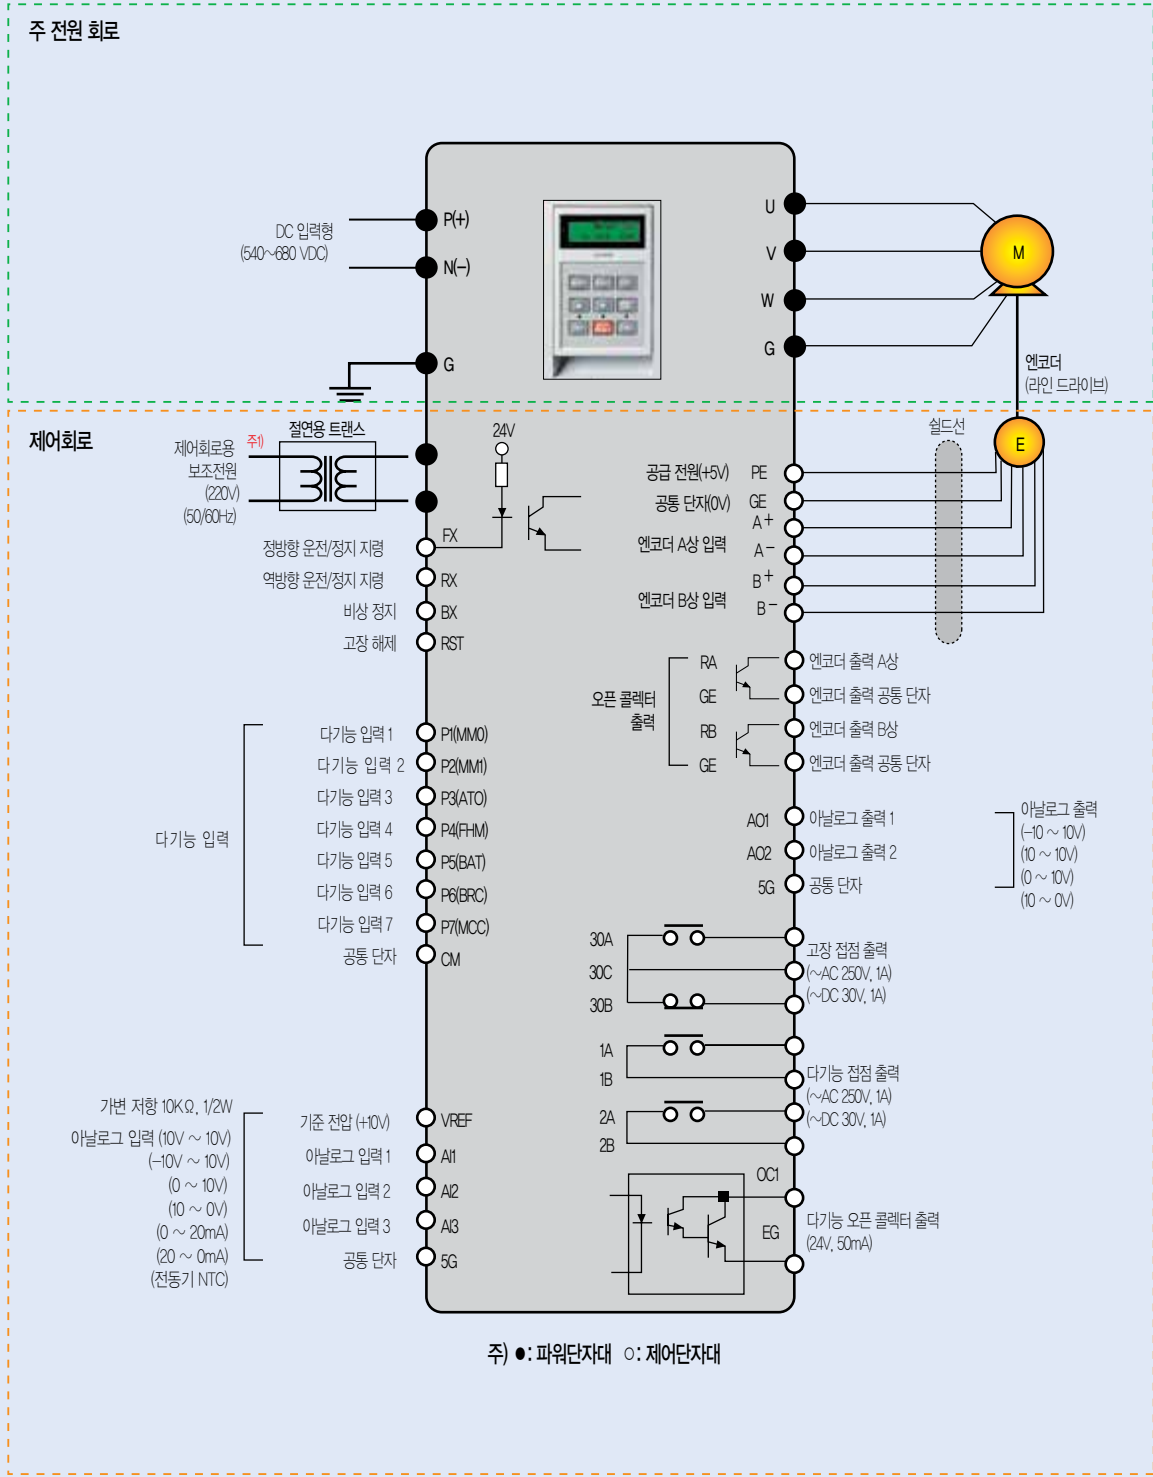 주 전원 회로
DC 입력형
(540~680 VDC)
P(+)
N(-)
G
U
V
W
G
M
엔코더
(라인 드라이브)
제어회로
제어회로용
보조전원
(220V)
(50/60Hz)
주1)
절연용 트랜스
24V
정방향 운전/정지 지령
FX
역방향 운전/정지 지령
RX
비상 정지
BX
고장 해제
RST
쉴드선
E
공급 전원(+5V)
PE
공통 단자(0V)
GE
엔코더 A상 입력
A+
A-
엔코더 B상 입력
B+
B-
오픈 콜렉터
출력
RA
엔코더 출력 A상
GE
엔코더 출력 공통 단자
RB
엔코더 출력 B상
GE
엔코더 출력 공통 단자
다기능 입력
다기능 입력 1
P1(MM0)
다기능 입력 2
P2(MM1)
다기능 입력 3
P3(ATO)
다기능 입력 4
P4(FHM)
다기능 입력 5
P5(BAT)
다기능 입력 6
P6(BRC)
다기능 입력 7
P7(MCC)
공통 단자
CM
AO1
아날로그 출력 1
AO2
아날로그 출력 2
5G
공통 단자
아날로그 출력
(-10 ~ 10V)
(10 ~ 10V)
(0 ~ 10V)
(10 ~ 0V)
30A
30C
30B
고장 접점 출력
(~AC 250V, 1A)
(~DC 30V, 1A)
1A
1B
2A
2B
다기능 접점 출력
(~AC 250V, 1A)
(~DC 30V, 1A)
가변 저항 10KΩ, 1/2W
아날로그 입력 (10V ~ 10V)
(-10V ~ 10V)
(0 ~ 10V)
(10 ~ 0V)
(0 ~ 20mA)
(20 ~ 0mA)
(전동기 NTC)
기준 전압 (+10V)
VREF
아날로그 입력 1
AI1
아날로그 입력 2
AI2
아날로그 입력 3
AI3
공통 단자
5G
OC1
EG
다기능 오픈 콜렉터 출력
(24V, 50mA)
주) ●: 파워단자대 ○: 제어단자대